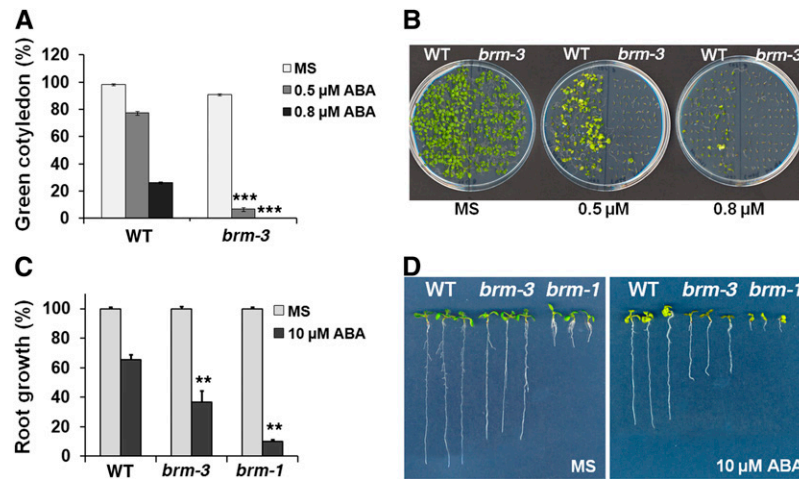 A
Green cotyledon (%)
120
100
80
60
40
20
0
MS
0.5 µM ABA
0.8 µM ABA
***
***
WT
brm-3
B
WT brm-3 WT brm-3 WT brm-3
MS 0.5 µM 0.8 µM
C
Root growth (%)
120
100
80
60
40
20
0
MS
10 µM ABA
**
**
WT brm-3 brm-1
D
WT brm-3 brm-1 WT brm-3 brm-1
MS 10 µM ABA